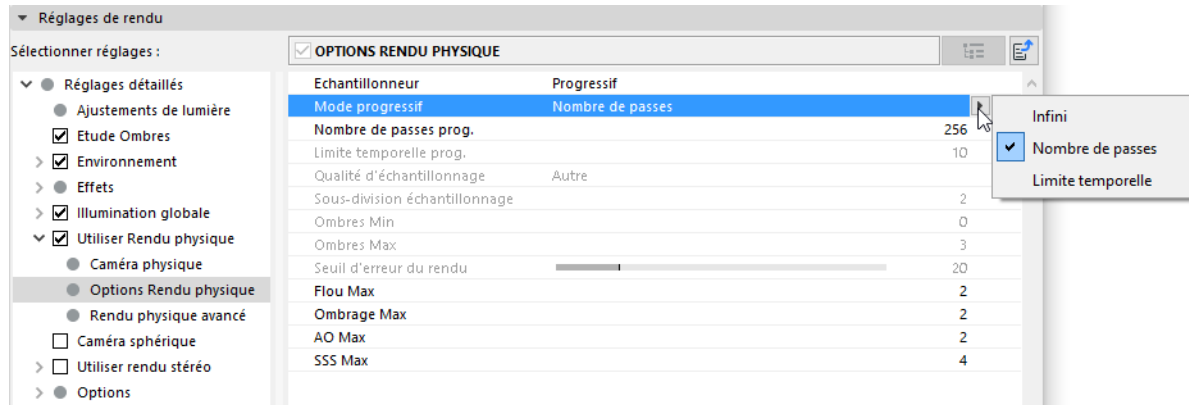 Réglages de rendu
Sélectionner réglages :
OPTIONS RENDU PHYSIQUE
Réglages détaillés
Ajustements de lumière
Etude Ombres
Environnement
Effets
Illumination globale
Utiliser Rendu physique
Caméra physique
Options Rendu physique
Rendu physique avancé
Caméra sphérique
Utiliser rendu stéréo
Options
Echantillonneur Progressif
Mode progressif Nombre de passes
Nombre de passes prog. 256
Limite temporelle prog. 10
Qualité d'échantillonnage Autre
Sous-division échantillonnage 2
Ombres Min 0
Ombres Max 3
Seuil d'erreur du rendu 20
Flou Max 2
Ombrage Max 2
AO Max 2
SSS Max 4
Infini
Nombre de passes
Limite temporelle